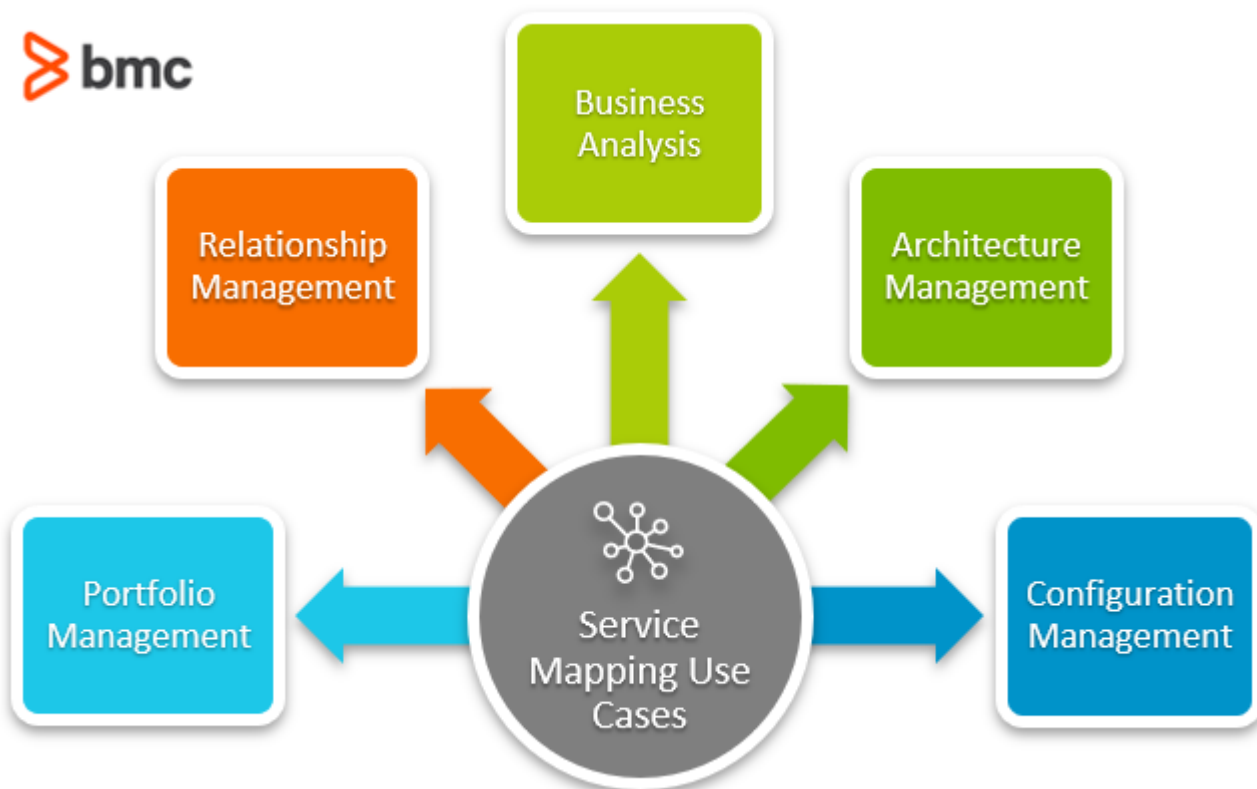 bmc
Business
Analysis
Relationship
Management
Architecture
Management
Portfolio
Management
Configuration
Management
Service
Mapping Use
Cases